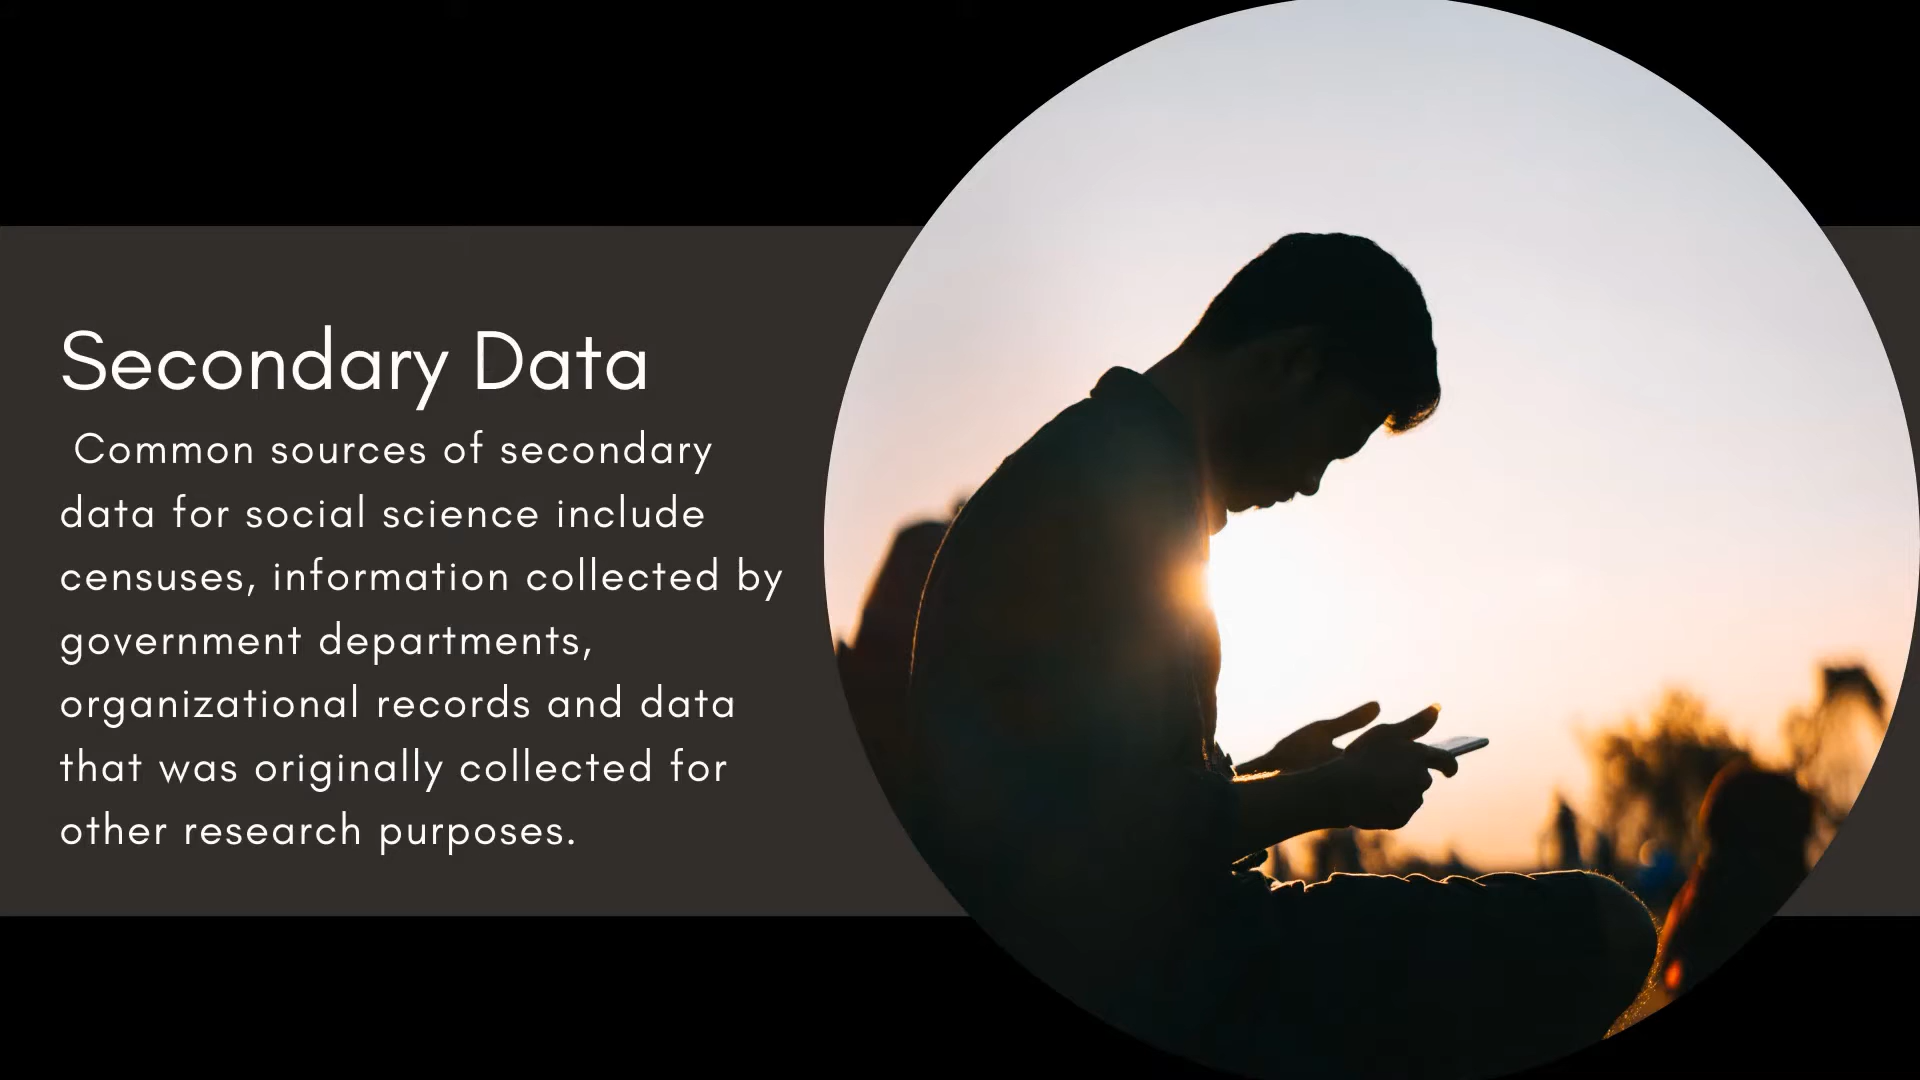 Secondary Data
Common sources of secondary
data for social science include
censuses, information collected by
government departments,
organizational records and data
that was originally collected for
other research purposes.